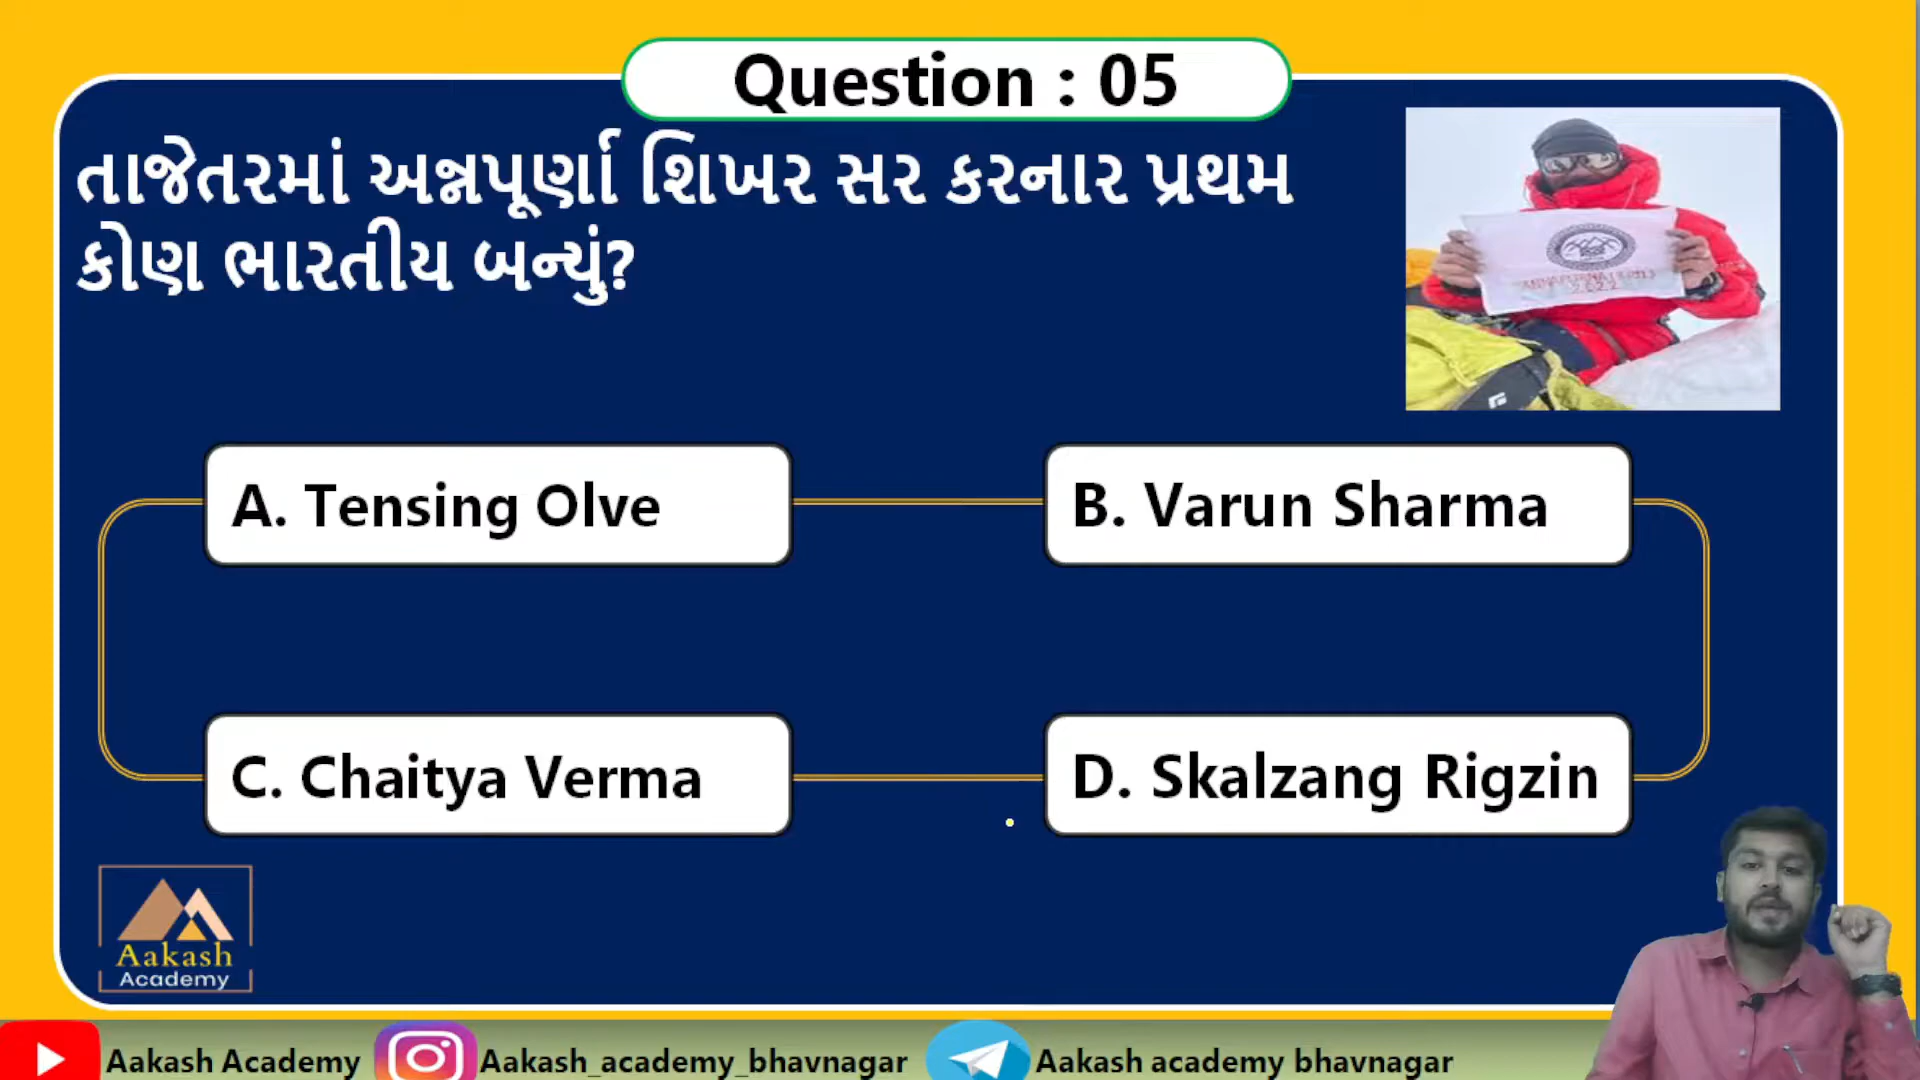 Question : 05
તાજેતરમાં અન્નપૂર્ણા શિખર સર કરનાર પ્રથમ
કોણ ભારતીય બન્યું?
A. Tensing Olve
B. Varun Sharma
C. Chaitya Verma
D. Skalzang Rigzin
Aakash
Academy
Aakash Academy
Aakash_academy_bhavnagar
Aakash academy bhavnagar